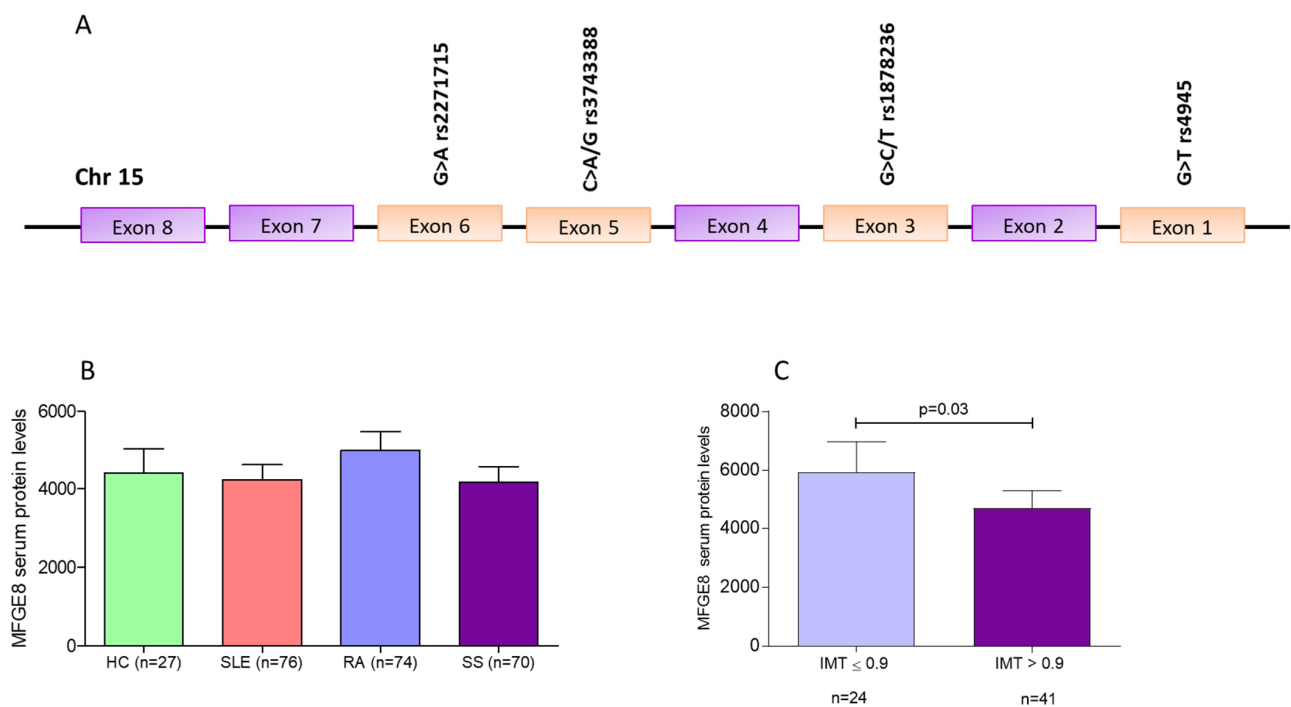 A
G>A rs2271715
C>A/G rs3743388
G>C/T rs1878236
G>T rs4945
Chr 15
Exon 8
Exon 7
Exon 6
Exon 5
Exon 4
Exon 3
Exon 2
Exon 1
B
MFGE8 serum protein levels
6000
4000
2000
0
HC (n=27)
SLE (n=76)
RA (n=74)
SS (n=70)
C
MFGE8 serum protein levels
8000
6000
4000
2000
0
p=0.03
IMT ≤ 0.9
IMT > 0.9
n=24
n=41